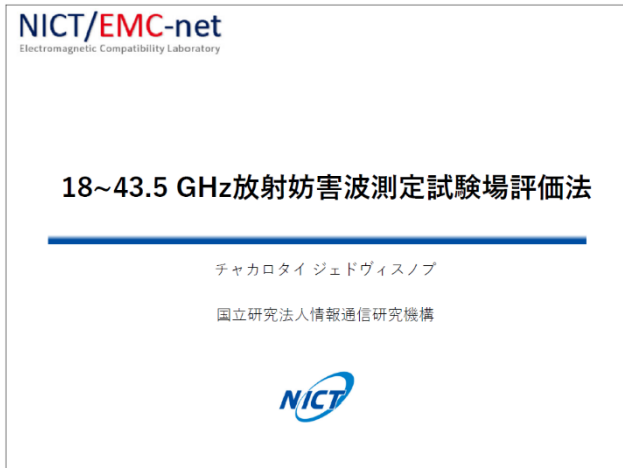 NICT/EMC-net
Electromagnetic Compatibility Laboratory
18~43.5 GHz放射妨害波測定試験場評価法
チャカロタイ ジェドヴィスノプ
国立研究法人情報通信研究機構
NICT